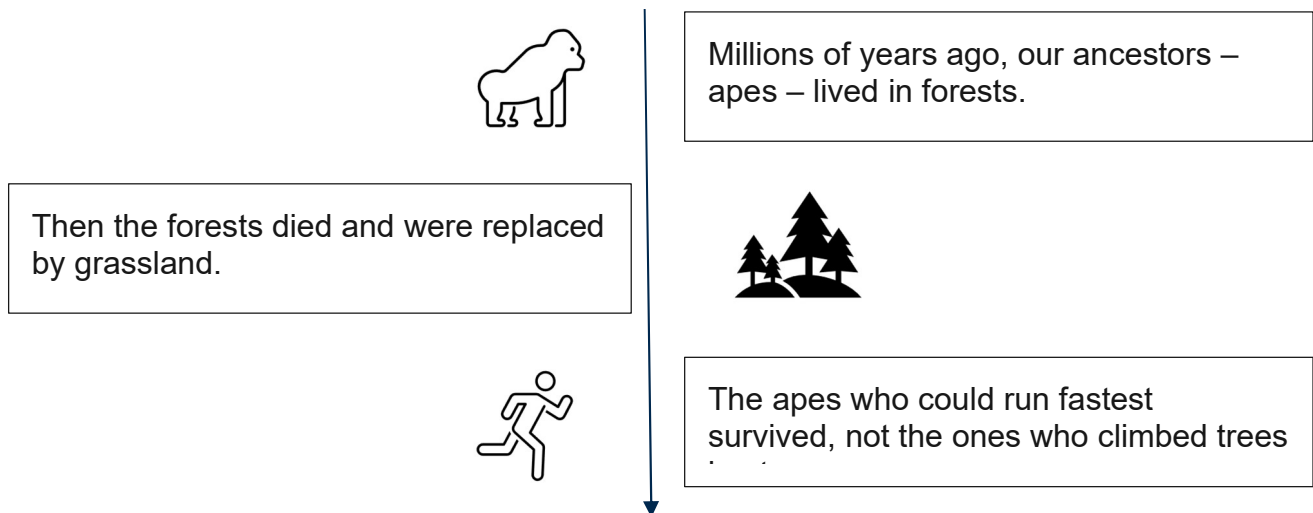 Millions of years ago, our ancestors –
apes – lived in forests.
Then the forests died and were replaced
by grassland.
The apes who could run fastest
survived, not the ones who climbed trees